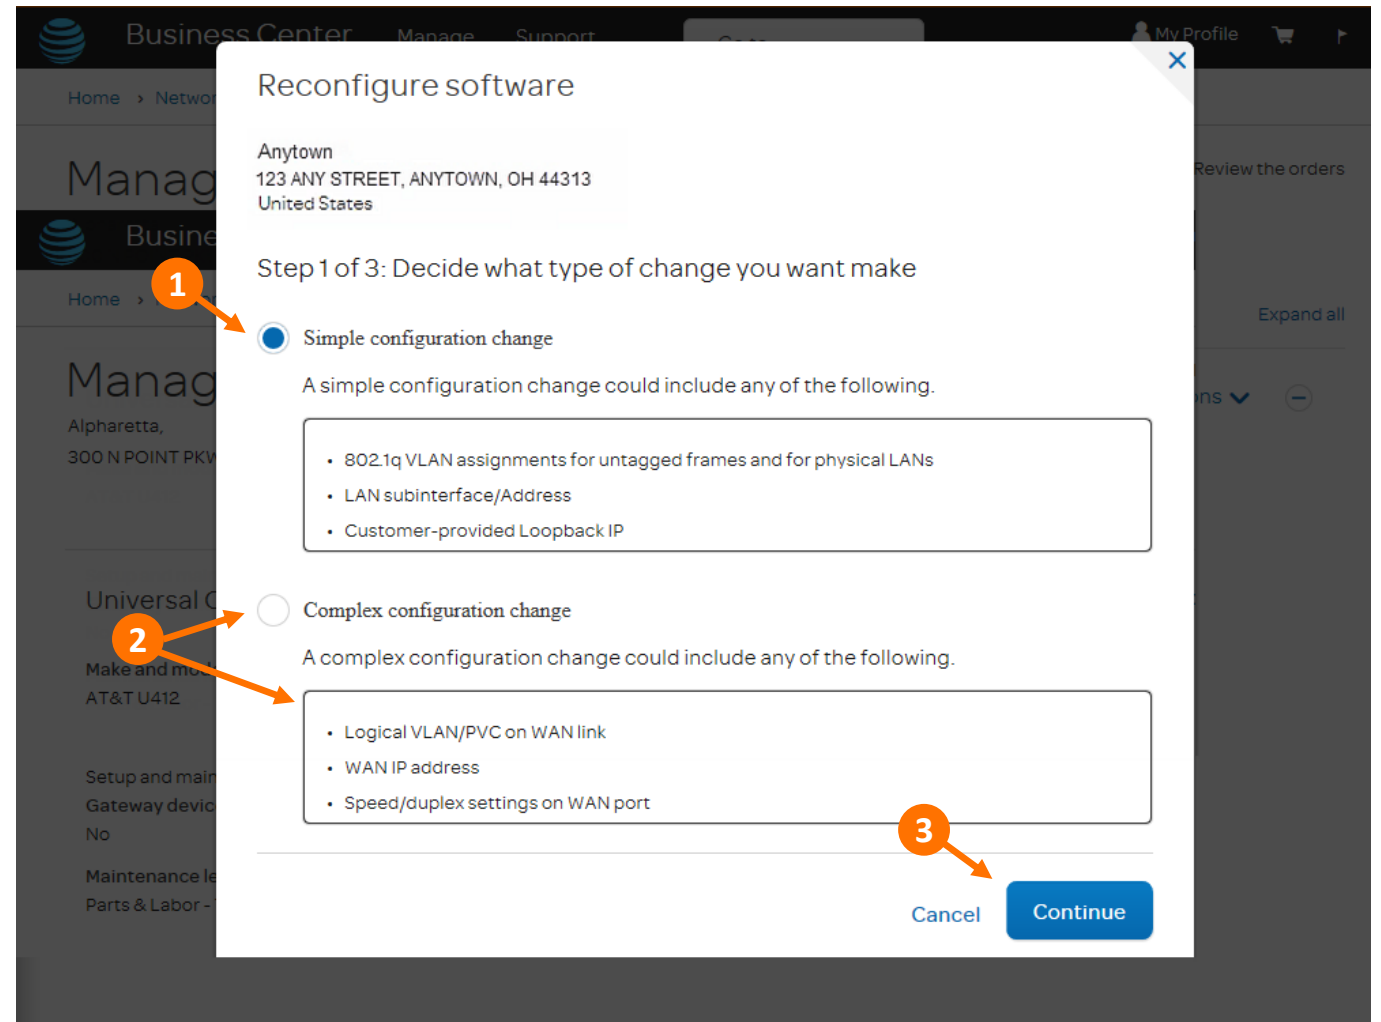 Business Center
Manage
Support
My Profile
Home › Networ
Reconfigure software
Anytown
123 ANY STREET, ANYTOWN, OH 44313
United States
Manag
Review the orders
Busine
Step 1 of 3: Decide what type of change you want make
1
Home ›
Expand all
Simple configuration change
A simple configuration change could include any of the following.
Manag
ons
Alpharetta,
300 N POINT PKW
• 802.1q VLAN assignments for untagged frames and for physical LANs
• LAN subinterface/Address
• Customer-provided Loopback IP
Universal C
Complex configuration change
2
A complex configuration change could include any of the following.
Make and mod
AT&T U412
• Logical VLAN/PVC on WAN link
• WAN IP address
• Speed/duplex settings on WAN port
Setup and main
Gateway devic
No
3
Maintenance le
Parts & Labor -
Cancel
Continue